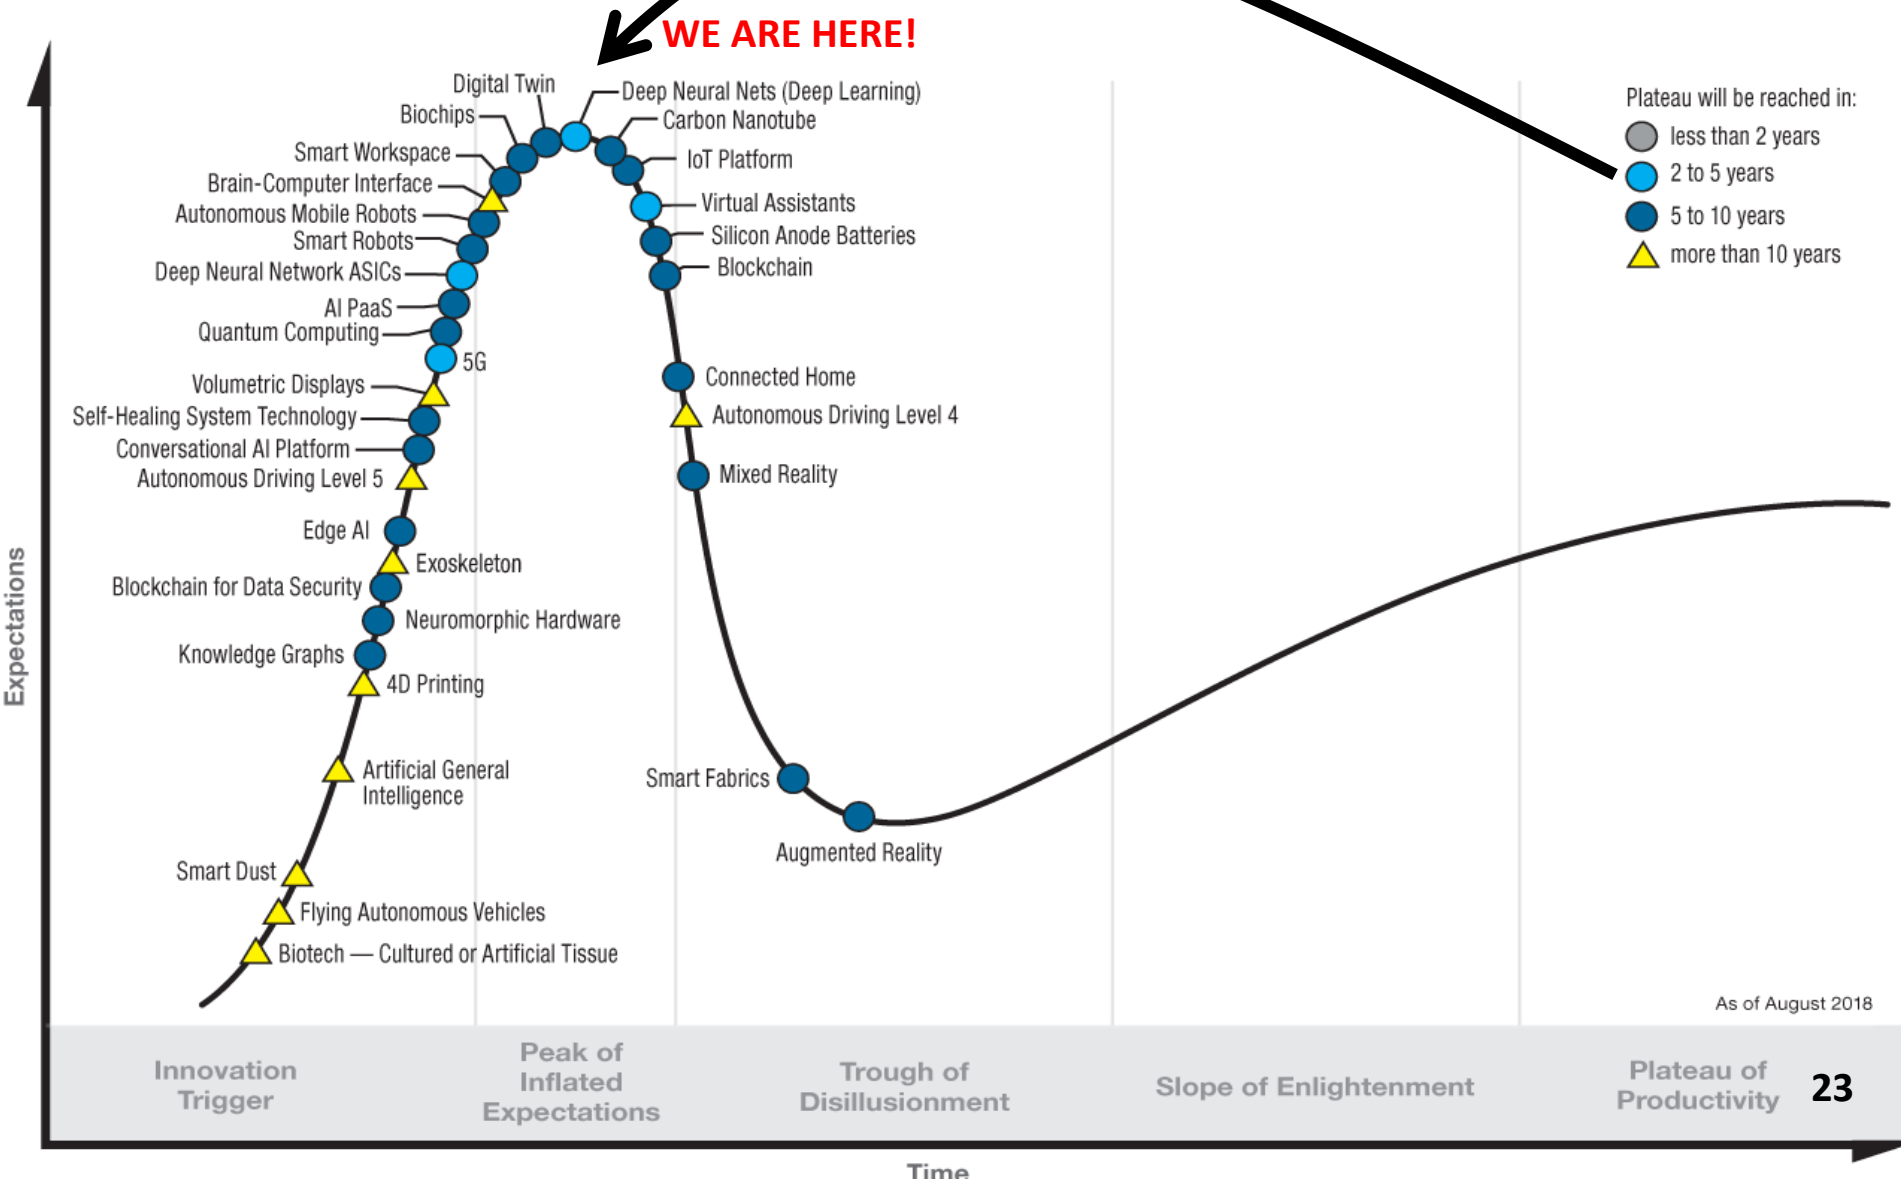 WE ARE HERE!
Digital Twin
Deep Neural Nets (Deep Learning)
Biochips
Carbon Nanotube
Smart Workspace
IoT Platform
Brain-Computer Interface
Virtual Assistants
Autonomous Mobile Robots
Silicon Anode Batteries
Smart Robots
Blockchain
Deep Neural Network ASICs
AI PaaS
Quantum Computing
5G
Volumetric Displays
Connected Home
Self-Healing System Technology
Autonomous Driving Level 4
Conversational AI Platform
Mixed Reality
Autonomous Driving Level 5
Edge AI
Exoskeleton
Blockchain for Data Security
Neuromorphic Hardware
Knowledge Graphs
4D Printing
Artificial General
Intelligence
Smart Fabrics
Augmented Reality
Smart Dust
Flying Autonomous Vehicles
Biotech — Cultured or Artificial Tissue
Plateau will be reached in:
less than 2 years
2 to 5 years
5 to 10 years
more than 10 years
As of August 2018
Expectations
Innovation
Trigger
Peak of
Inflated
Expectations
Trough of
Disillusionment
Slope of Enlightenment
Plateau of
Productivity
23
Time